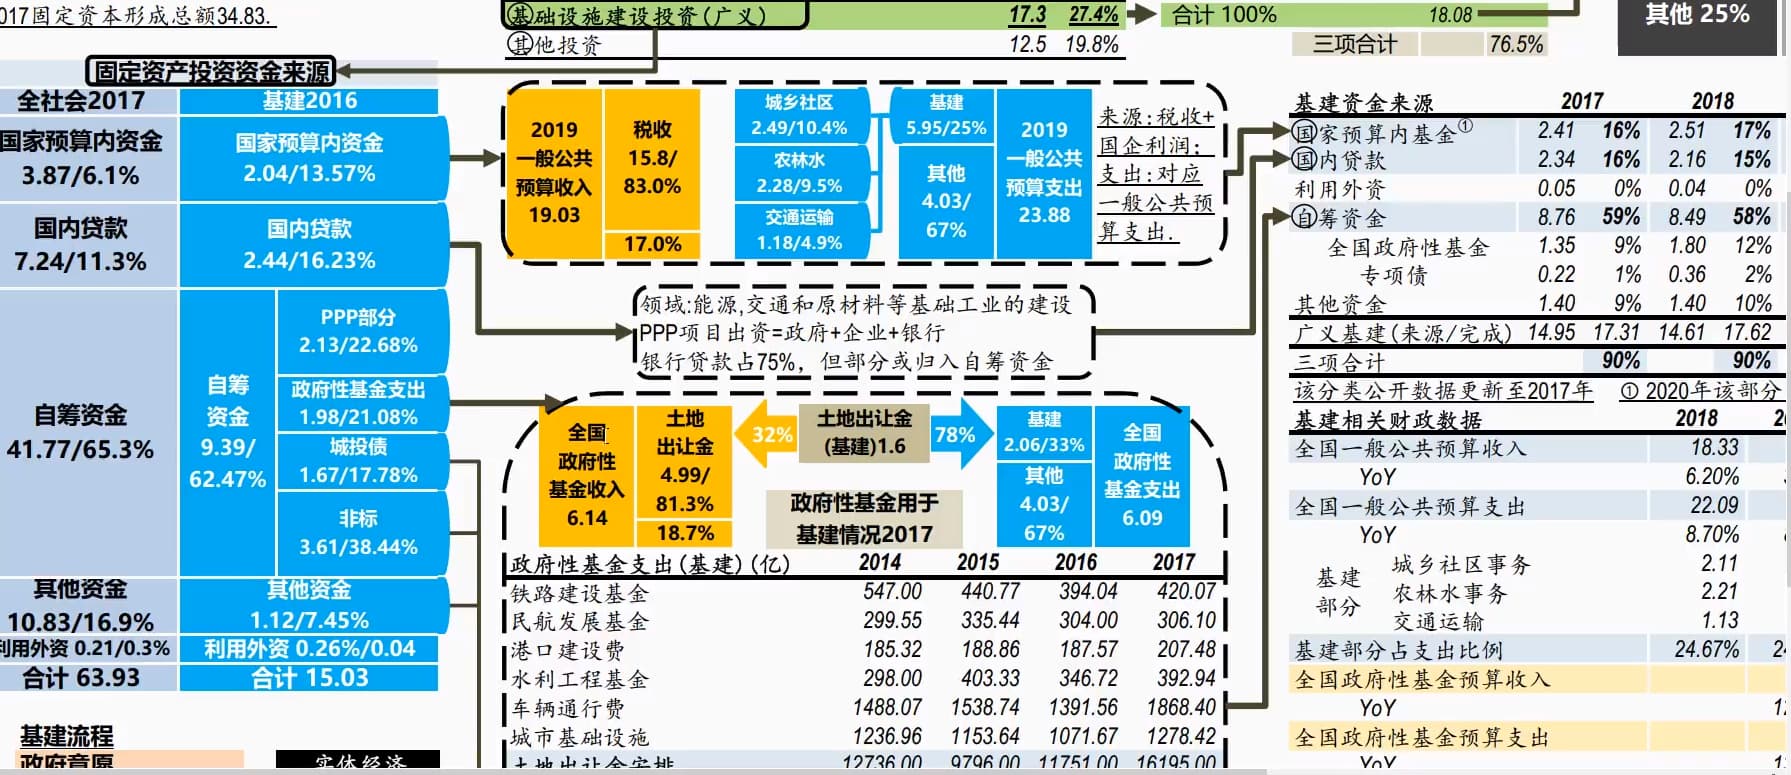 2017固定资本形成总额34.83.
基础设施建设投资(广义) 17.3 27.4%
其他投资 12.5 19.8%
合计 100% 18.08
三项合计 76.5%
其他 25%
固定资产投资资金来源
全社会2017 基建2016
国家预算内资金
3.87/6.1%
国家预算内资金
2.04/13.57%
国内贷款
7.24/11.3%
国内贷款
2.44/16.23%
自筹资金
41.77/65.3%
自筹
资金
9.39/
62.47%
PPP部分
2.13/22.68%
政府性基金支出
1.98/21.08%
城投债
1.67/17.78%
非标
3.61/38.44%
其他资金
10.83/16.9%
其他资金
1.12/7.45%
利用外资 0.21/0.3%
利用外资 0.26%/0.04
合计 63.93
合计 15.03
基建流程
政府意愿
实体经济
2019
一般公共
预算收入
19.03
税收
15.8/
83.0%
17.0%
城乡社区
2.49/10.4%
农林水
2.28/9.5%
交通运输
1.18/4.9%
基建
5.95/25%
其他
4.03/
67%
2019
一般公共
预算支出
23.88
来源:税收+
国企利润;
支出:对应
一般公共预
算支出.
领域:能源,交通和原材料等基础工业的建设
PPP项目出资=政府+企业+银行
银行贷款占75%，但部分或归入自筹资金
全国
政府性
基金收入
6.14
土地
出让金
4.99/
81.3%
18.7%
32%
土地出让金
(基建)1.6
78%
政府性基金用于
基建情况2017
基建
2.06/33%
其他
4.03/
67%
全国
政府性
基金支出
6.09
政府性基金支出(基建)(亿) 2014 2015 2016 2017
铁路建设基金 547.00 440.77 394.04 420.07
民航发展基金 299.55 335.44 304.00 306.10
港口建设费 185.32 188.86 187.57 207.48
水利工程基金 298.00 403.33 346.72 392.94
车辆通行费 1488.07 1538.74 1391.56 1868.40
城市基础设施 1236.96 1153.64 1071.67 1278.42
土地出让金安排 12736.00 9796.00 11751.00 16195.00
基建资金来源 2017 2018
国家预算内基金① 2.41 16% 2.51 17%
国内贷款 2.34 16% 2.16 15%
利用外资 0.05 0% 0.04 0%
自筹资金 8.76 59% 8.49 58%
全国政府性基金 1.35 9% 1.80 12%
专项债 0.22 1% 0.36 2%
其他资金 1.40 9% 1.40 10%
广义基建(来源/完成) 14.95 17.31 14.61 17.62
三项合计 90% 90%
该分类公开数据更新至2017年 ① 2020年该部分
基建相关财政数据 2018
全国一般公共预算收入 18.33
YoY 6.20%
全国一般公共预算支出 22.09
YoY 8.70%
基建
部分
城乡社区事务 2.11
农林水事务 2.21
交通运输 1.13
基建部分占支出比例 24.67%
全国政府性基金预算收入
YoY
全国政府性基金预算支出
YoY